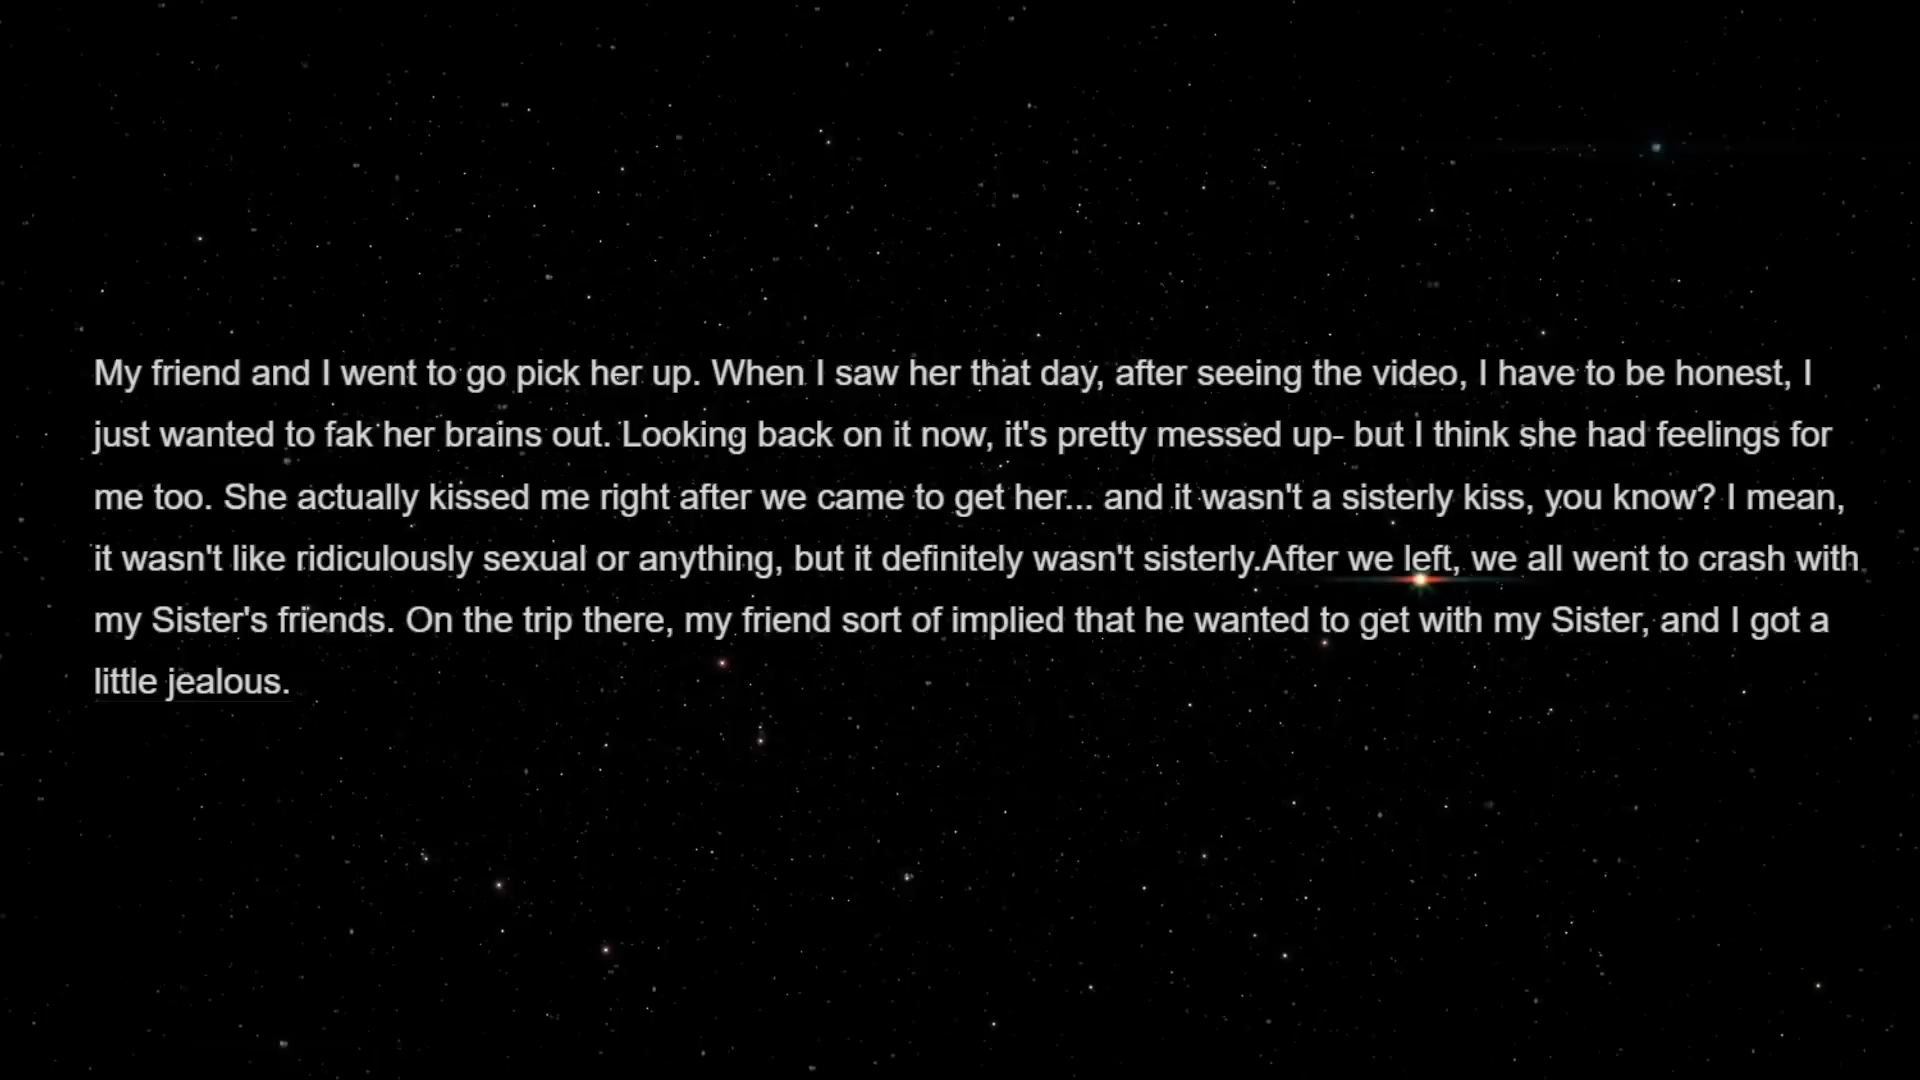 My friend and I went to go pick her up. When I saw her that day, after seeing the video, I have to be honest, I
just wanted to fak her brains out. Looking back on it now, it's pretty messed up- but I think she had feelings for
me too. She actually kissed me right after we came to get her... and it wasn't a sisterly kiss, you know? I mean,
it wasn't like ridiculously sexual or anything, but it definitely wasn't sisterly.After we left, we all went to crash with
my Sister's friends. On the trip there, my friend sort of implied that he wanted to get with my Sister, and I got a
little jealous.